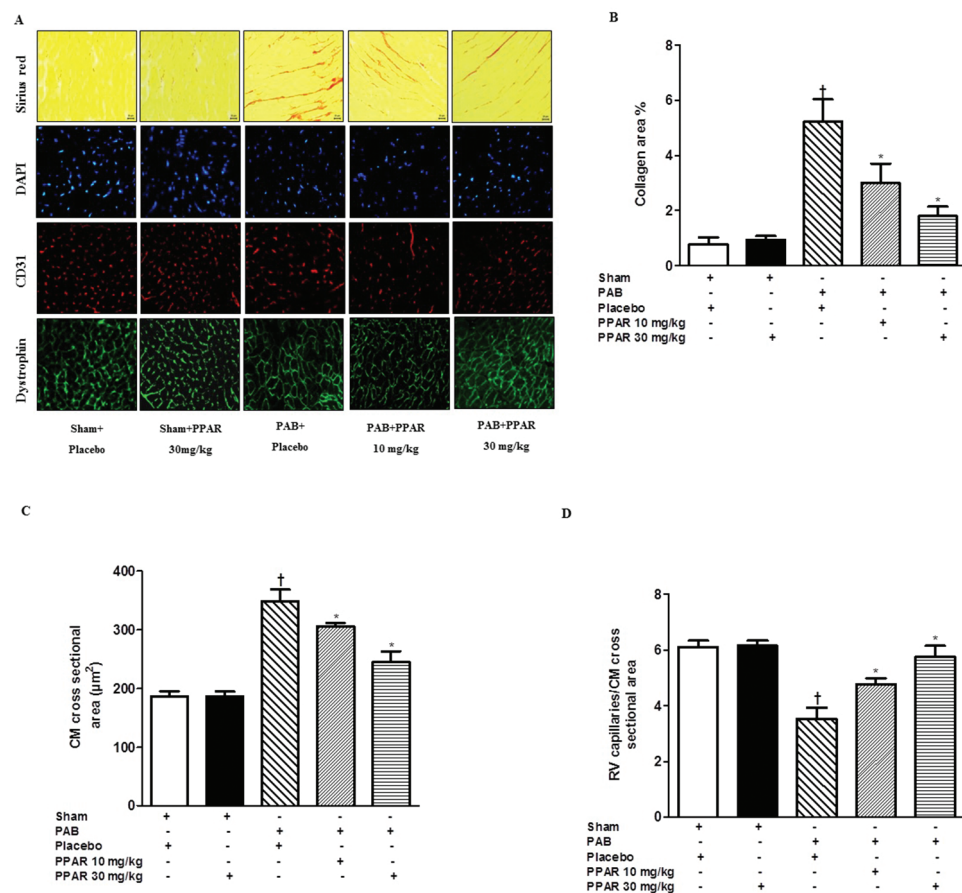 A
Sirius red
DAPI
CD31
Dystrophin
Sham+ Sham+PPAR PAB+ PAB+PPAR PAB+PPAR
Placebo 30mg/kg Placebo 10 mg/kg 30 mg/kg
B
Collagen area %
8
6
4
2
0
†
*
*
Sham + + - - -
PAB - - + + +
Placebo + - + - -
PPAR 10 mg/kg - - - + -
PPAR 30 mg/kg - + - - +
C
CM cross sectional
area (µm²)
400
300
200
100
0
†
*
*
Sham + + - - -
PAB - - + + +
Placebo + - + - -
PPAR 10 mg/kg - - - + -
PPAR 30 mg/kg - + - - +
D
RV capillaries/CM cross
sectional area
8
6
4
2
0
†
*
*
Sham + + - - -
PAB - - + + +
Placebo + - + - -
PPAR 10 mg/kg - - - + -
PPAR 30 mg/kg - + - - +